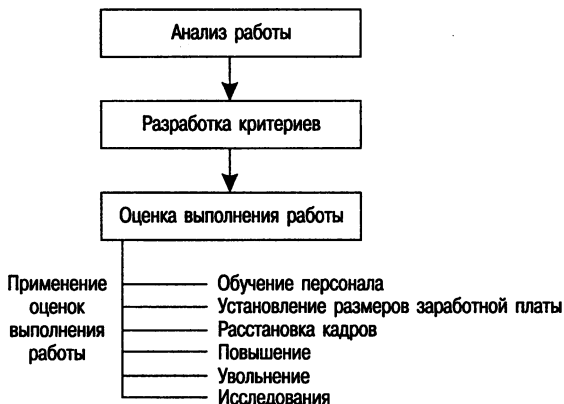 Анализ работы
Разработка критериев
Оценка выполнения работы
Применение
оценок
выполнения
работы
Обучение персонала
Установление размеров заработной платы
Расстановка кадров
Повышение
Увольнение
Исследования